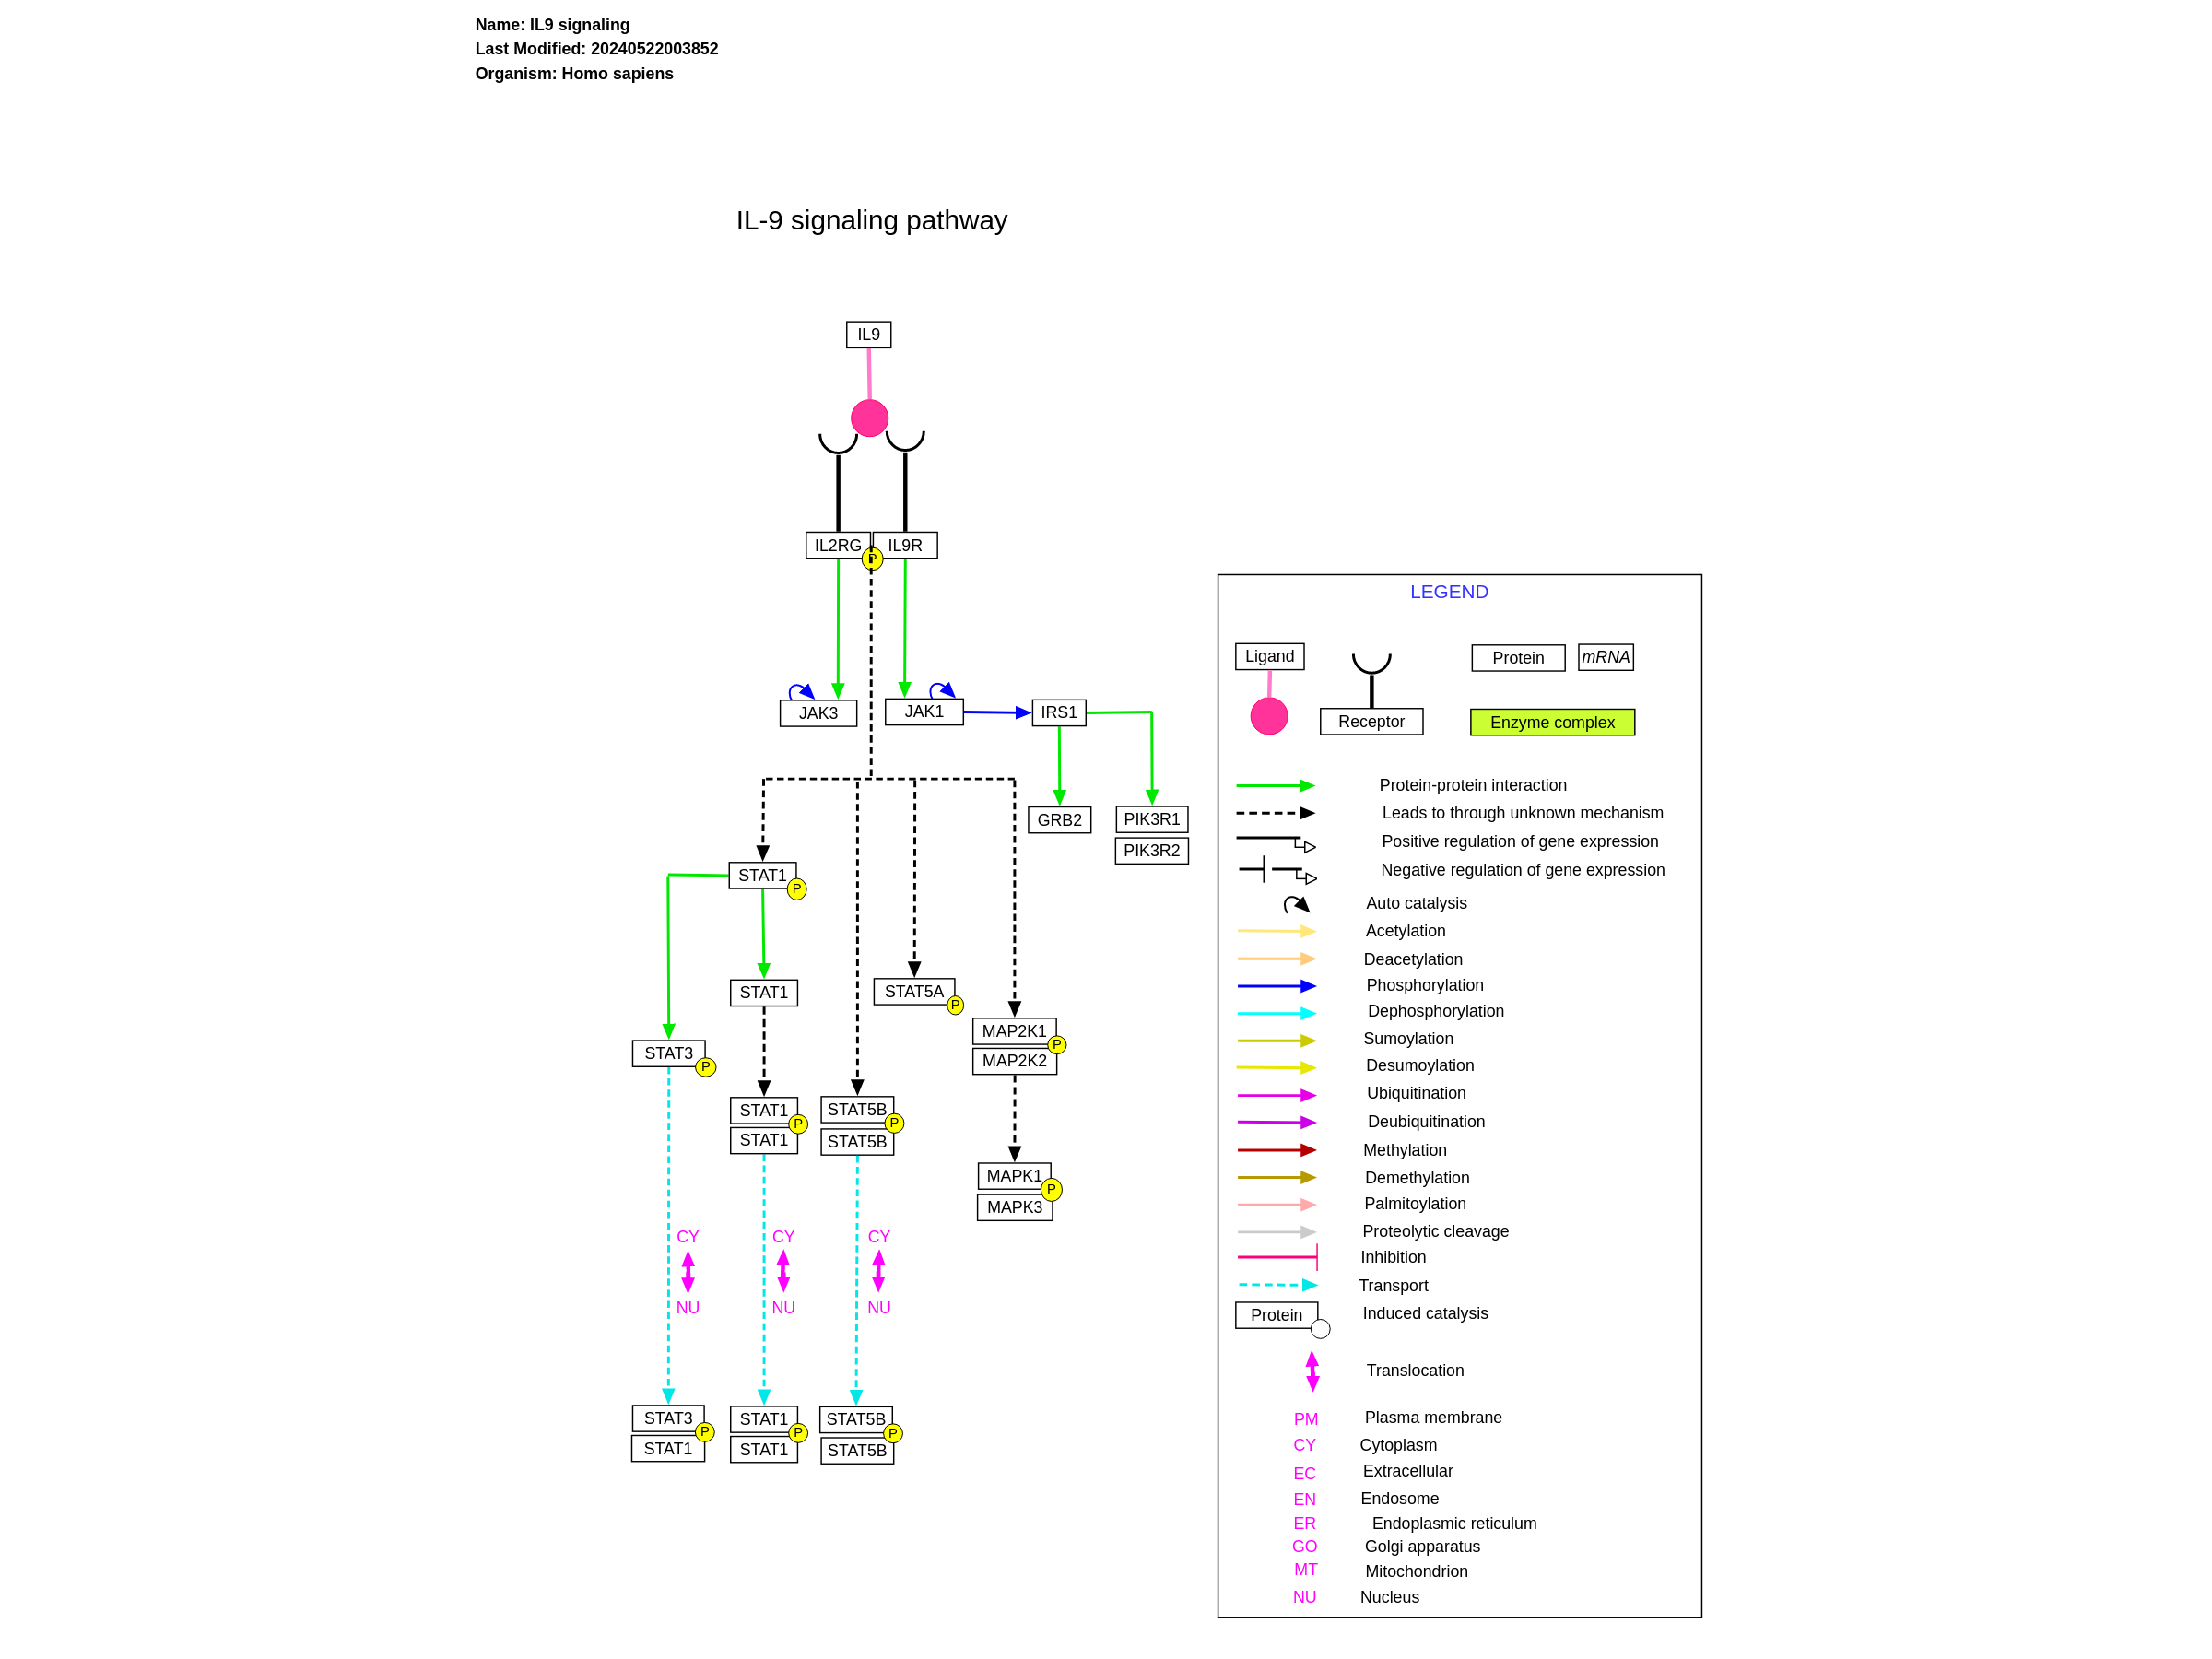 Name: IL9 signaling
Last Modified: 20240522003852
Organism: Homo sapiens
IL-9 signaling pathway
IL9
IL2RG
IL9R
P
JAK3
JAK1
IRS1
GRB2
PIK3R1
PIK3R2
STAT1
P
STAT1
STAT5A
P
MAP2K1
P
MAP2K2
STAT3
P
STAT1
P
STAT1
STAT5B
P
STAT5B
MAPK1
P
MAPK3
CY
NU
CY
NU
CY
NU
STAT3
P
STAT1
STAT1
P
STAT1
STAT5B
P
STAT5B
LEGEND
Ligand
Receptor
Protein
mRNA
Enzyme complex
Protein-protein interaction
Leads to through unknown mechanism
Positive regulation of gene expression
Negative regulation of gene expression
Auto catalysis
Acetylation
Deacetylation
Phosphorylation
Dephosphorylation
Sumoylation
Desumoylation
Ubiquitination
Deubiquitination
Methylation
Demethylation
Palmitoylation
Proteolytic cleavage
Inhibition
Transport
Protein
Induced catalysis
Translocation
PM Plasma membrane
CY Cytoplasm
EC Extracellular
EN Endosome
ER Endoplasmic reticulum
GO Golgi apparatus
MT Mitochondrion
NU Nucleus